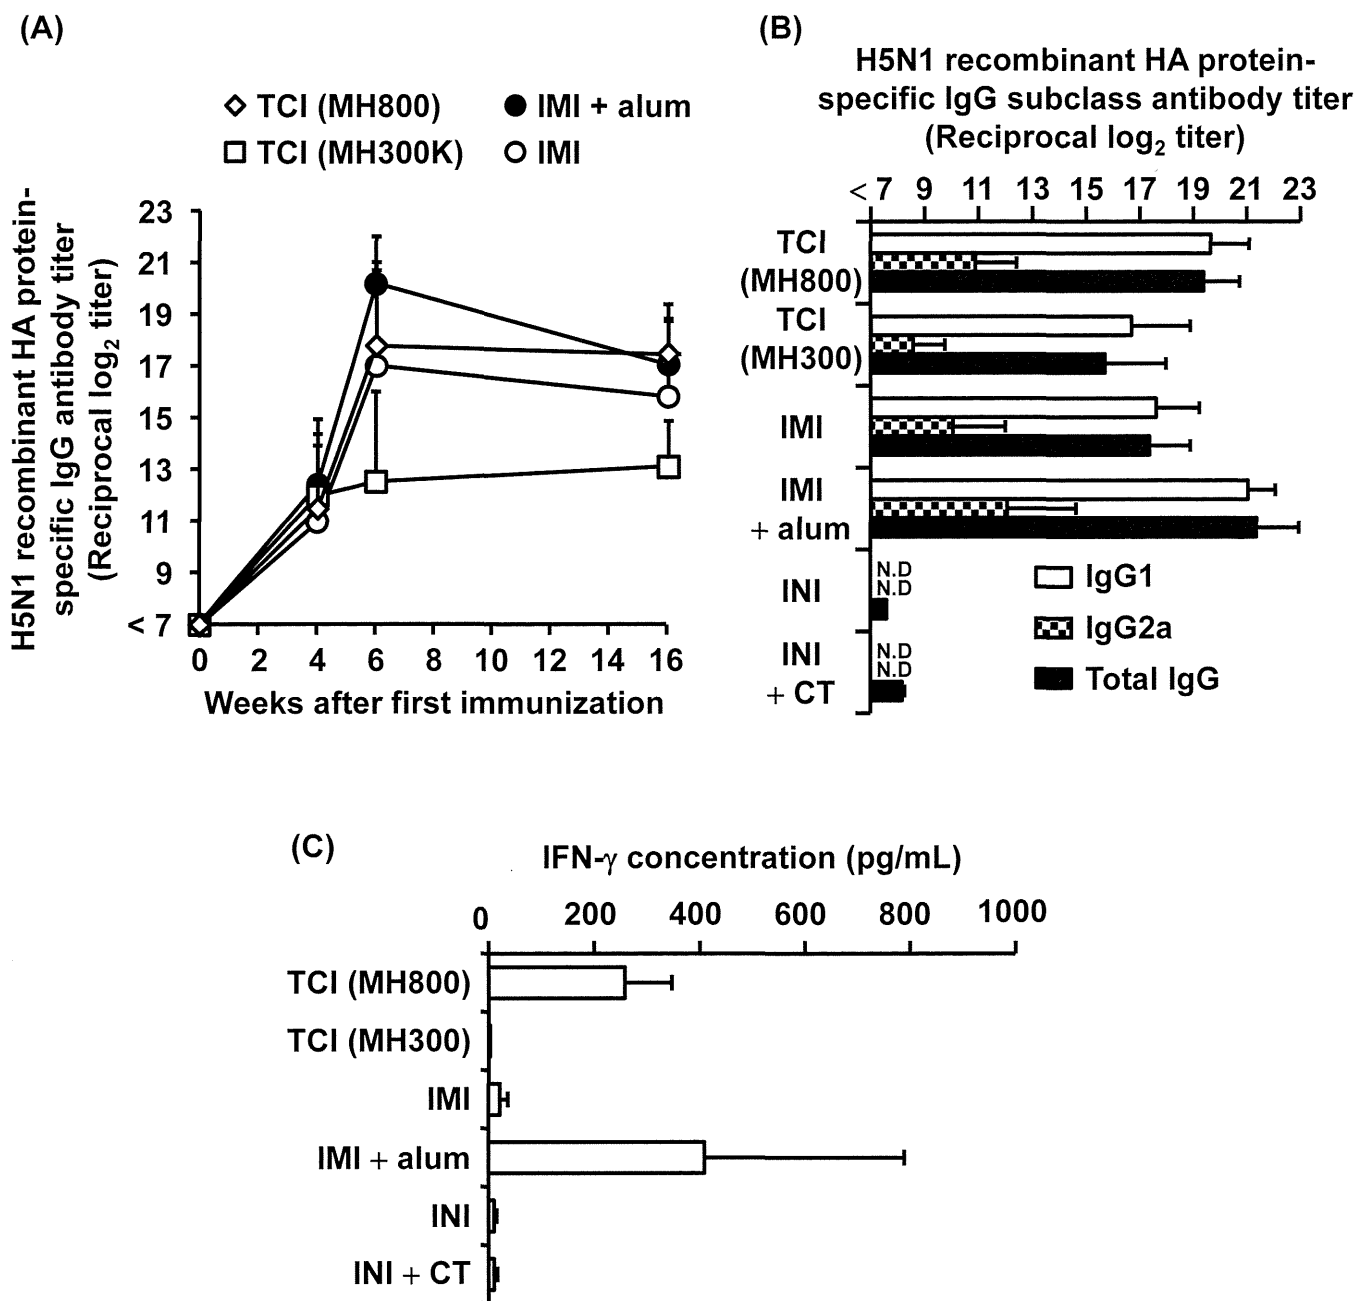 (A)
◇ TCI (MH800)
● IMI + alum
□ TCI (MH300K)
○ IMI
H5N1 recombinant HA protein-
specific IgG antibody titer
(Reciprocal log2 titer)
23
21
19
17
15
13
11
9
< 7
0 2 4 6 8 10 12 14 16
Weeks after first immunization
(B)
H5N1 recombinant HA protein-
specific IgG subclass antibody titer
(Reciprocal log2 titer)
< 7 9 11 13 15 17 19 21 23
TCI
(MH800)
TCI
(MH300)
IMI
IMI
+ alum
INI
N.D
N.D
INI
+ CT
N.D
N.D
IgG1
IgG2a
Total IgG
(C)
IFN-γ concentration (pg/mL)
0 200 400 600 800 1000
TCI (MH800)
TCI (MH300)
IMI
IMI + alum
INI
INI + CT